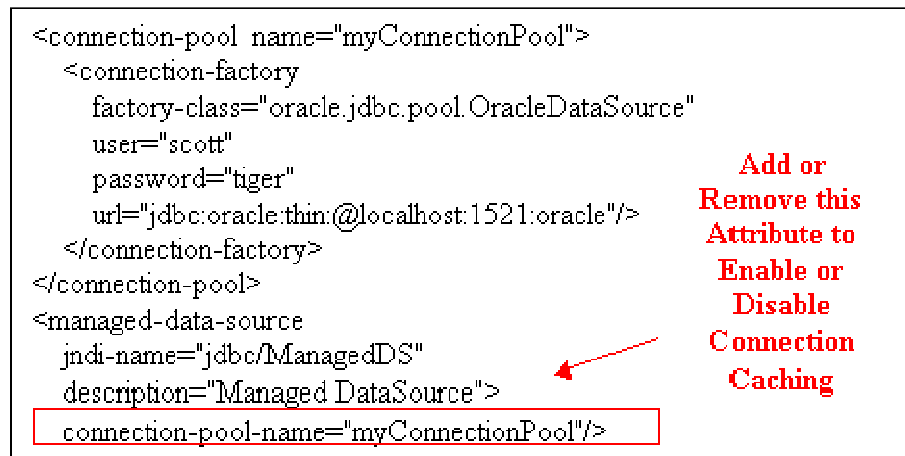 <connection-pool name="myConnectionPool">
<connection-factory
factory-class="oracle.jdbc.pool.OracleDataSource"
user="scott"
password="tiger"
url="jdbc:oracle:thin:@localhost:1521:oracle"/>
</connection-factory>
</connection-pool>
<managed-data-source
jndi-name="jdbc/ManagedDS"
description="Managed DataSource">
connection-pool-name="myConnectionPool"/>
Add or
Remove this
Attribute to
Enable or
Disable
Connection
Caching